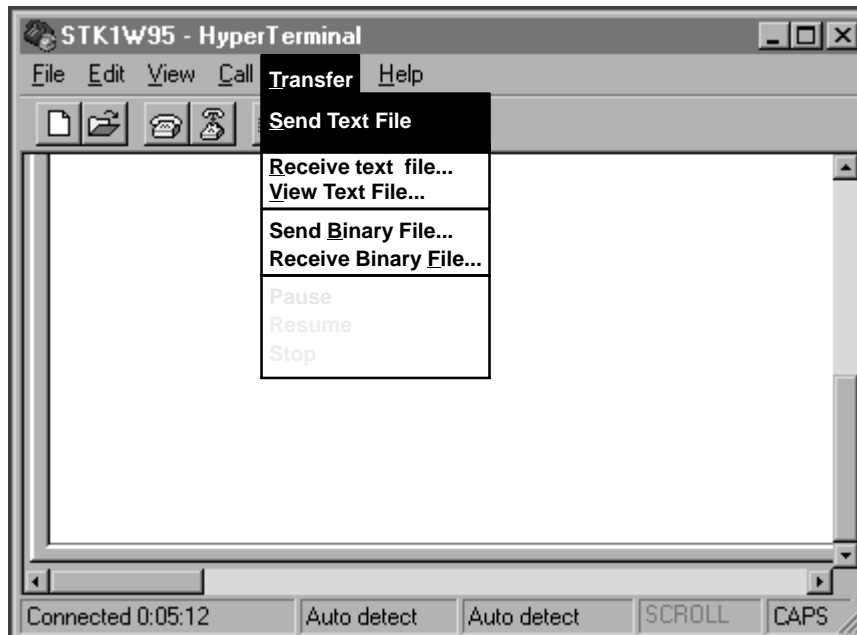 STK1W95 - HyperTerminal
File Edit View Call Transfer Help
Send Text File
Receive text file...
View Text File...
Send Binary File...
Receive Binary File...
Pause
Resume
Stop
Connected 0:05:12 Auto detect Auto detect SCROLL CAPS